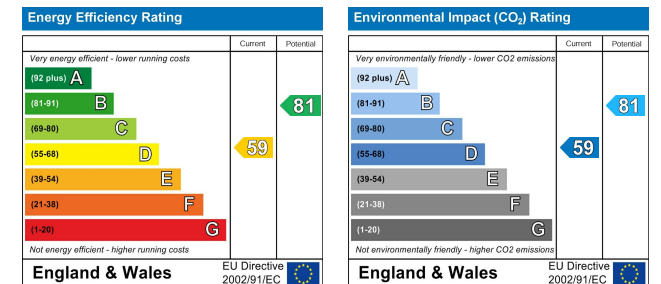 Energy Efficiency Rating
Current Potential
Very energy efficient - lower running costs
(92 plus) A
(81-91) B
81
(69-80) C
(55-68) D
59
(39-54) E
(21-38) F
(1-20) G
Not energy efficient - higher running costs
England & Wales
EU Directive
2002/91/EC
Environmental Impact (CO₂) Rating
Current Potential
Very environmentally friendly - lower CO2 emissions
(92 plus) A
(81-91) B
81
(69-80) C
(55-68) D
59
(39-54) E
(21-38) F
(1-20) G
Not environmentally friendly - higher CO2 emissions
England & Wales
EU Directive
2002/91/EC